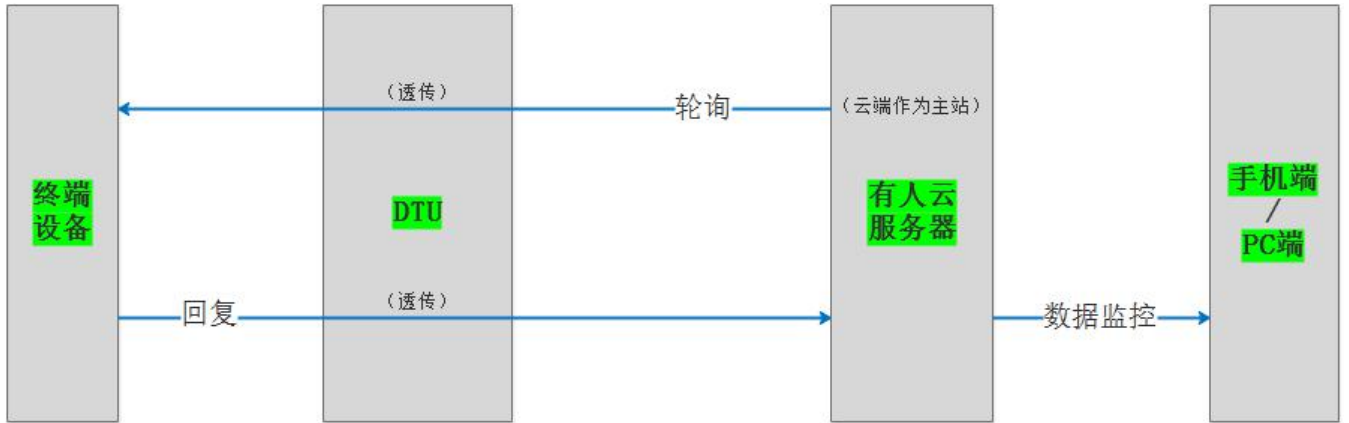 （透传）
轮询
（云端作为主站）
终端
设备
DTU
有人云
服务器
手机端
/
PC端
回复
（透传）
数据监控